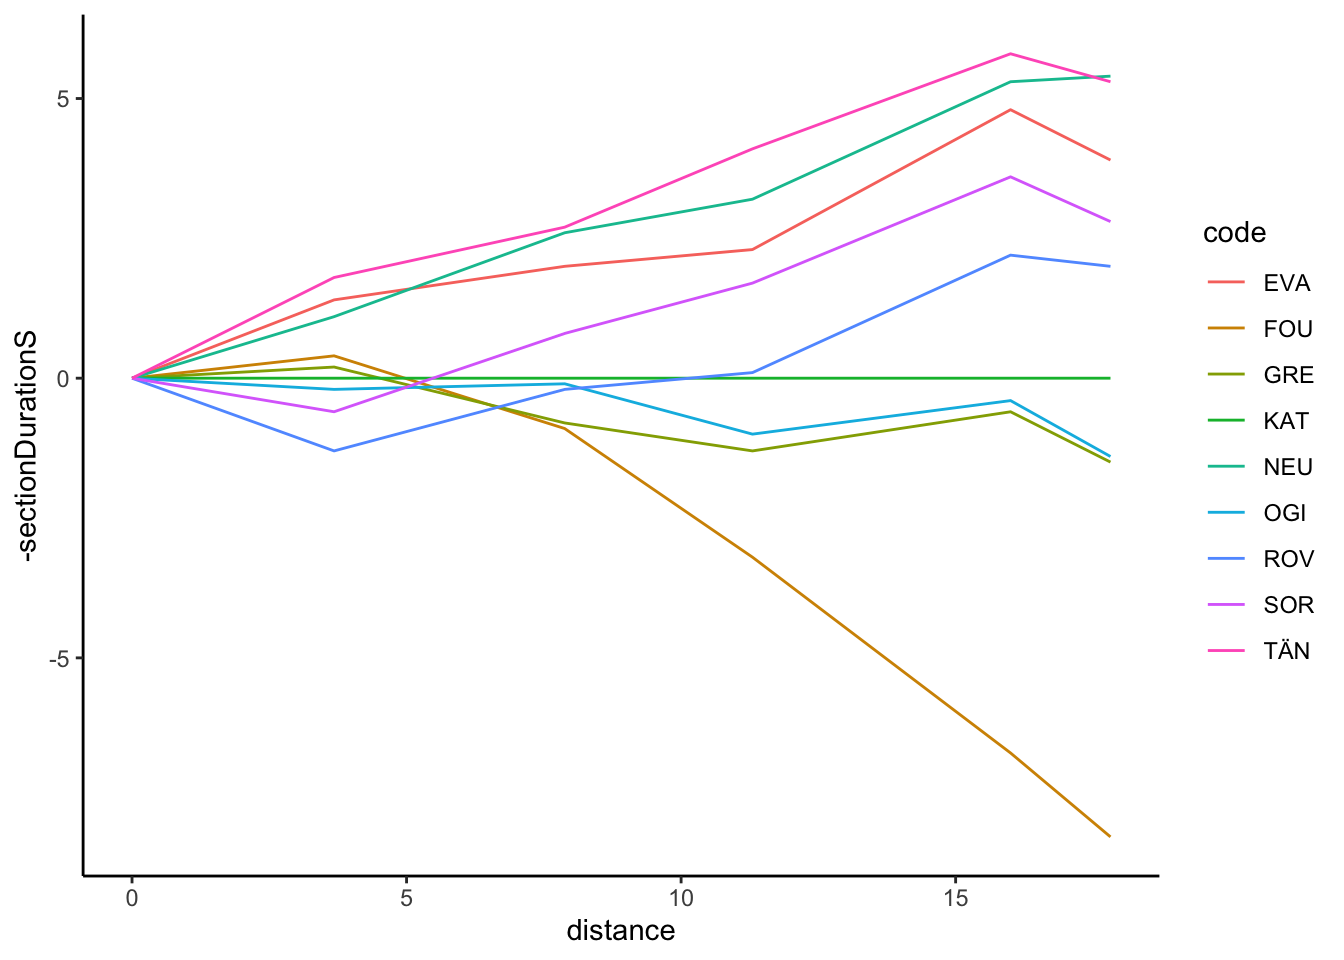 5
0
-5
-sectionDurationS
0 5 10 15
distance
code
EVA
FOU
GRE
KAT
NEU
OGI
ROV
SOR
TÄN